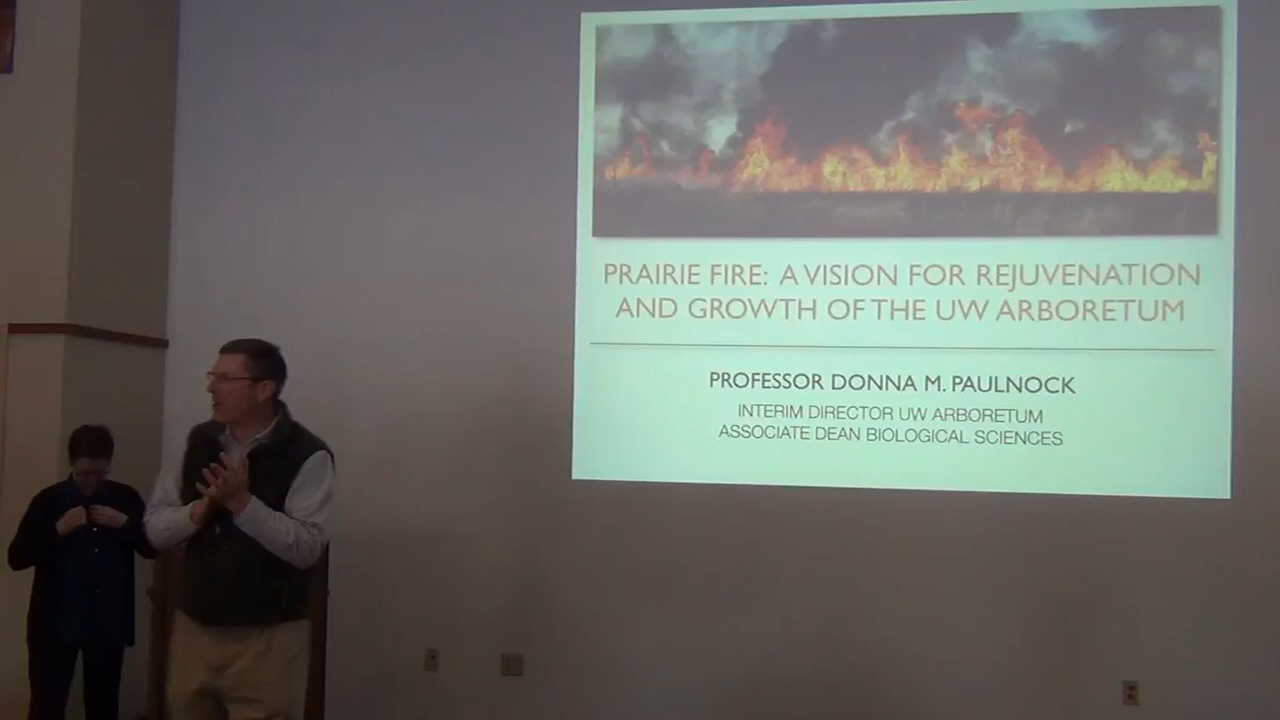 PRAIRIE FIRE: A VISION FOR REJUVENATION
AND GROWTH OF THE UW ARBORETUM
PROFESSOR DONNA M. PAULNOCK
INTERIM DIRECTOR UW ARBORETUM
ASSOCIATE DEAN BIOLOGICAL SCIENCES